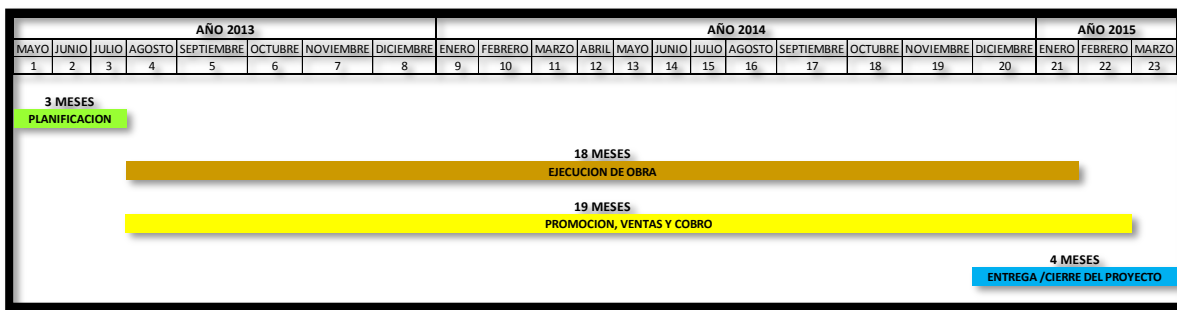 AÑO 2013 AÑO 2014 AÑO 2015
MAYO JUNIO JULIO AGOSTO SEPTIEMBRE OCTUBRE NOVIEMBRE DICIEMBRE ENERO FEBRERO MARZO ABRIL MAYO JUNIO JULIO AGOSTO SEPTIEMBRE OCTUBRE NOVIEMBRE DICIEMBRE ENERO FEBRERO MARZO
1 2 3 4 5 6 7 8 9 10 11 12 13 14 15 16 17 18 19 20 21 22 23
3 MESES
PLANIFICACION
18 MESES
EJECUCION DE OBRA
19 MESES
PROMOCION, VENTAS Y COBRO
4 MESES
ENTREGA /CIERRE DEL PROYECTO